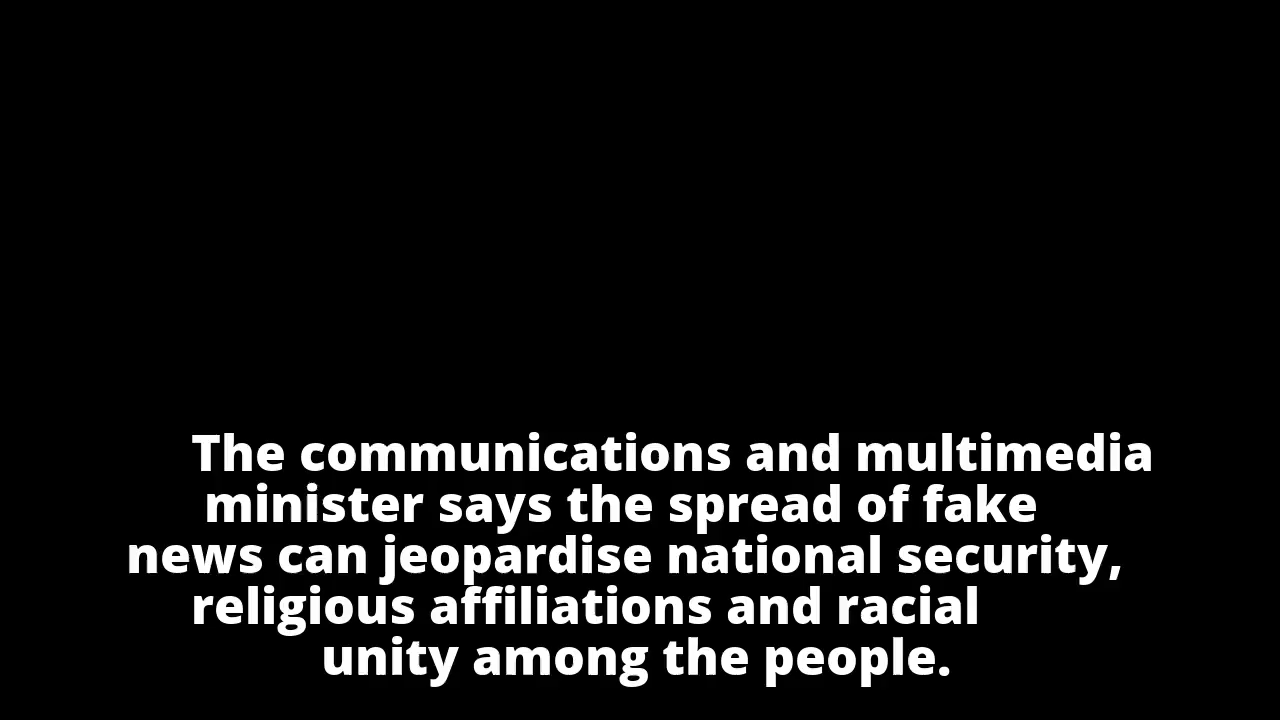 The communications and multimedia
minister says the spread of fake
news can jeopardise national security,
religious affiliations and racial
unity among the people.